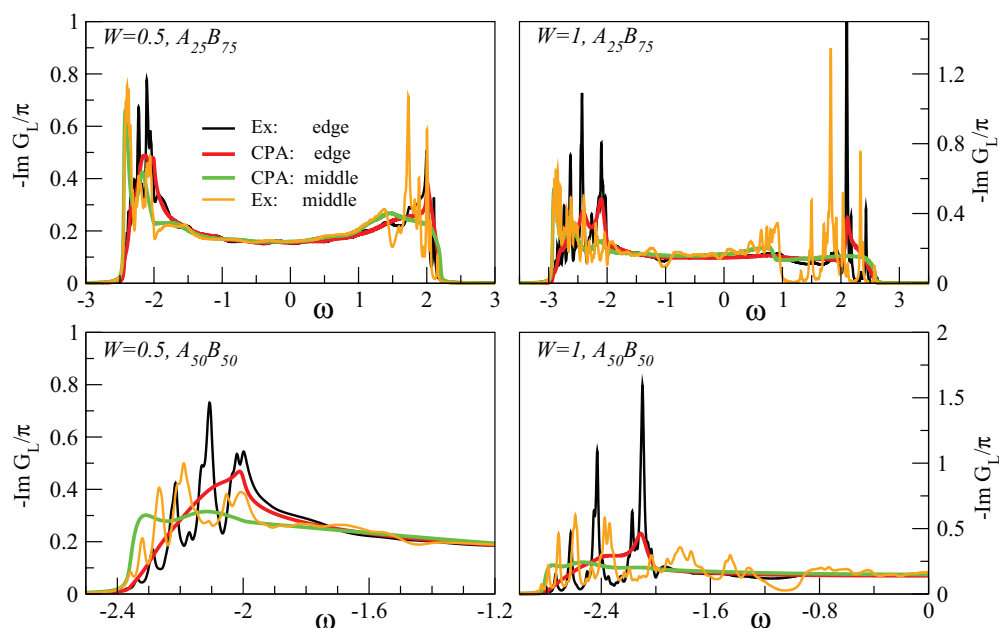 W=0.5, A25B75
W=1, A25B75
-Im GL/π
1
0.8
0.6
0.4
0.2
0
Ex: edge
CPA: edge
CPA: middle
Ex: middle
1.2
0.8
0.4
0
-Im GL/π
-3 -2 -1 0 1 2 3
ω
-3 -2 -1 0 1 2 3
ω
W=0.5, A50B50
W=1, A50B50
-Im GL/π
1
0.8
0.6
0.4
0.2
0
2
1.5
1
0.5
0
-Im GL/π
-2.4 -2 -1.6 -1.2
ω
-2.4 -1.6 -0.8 0
ω